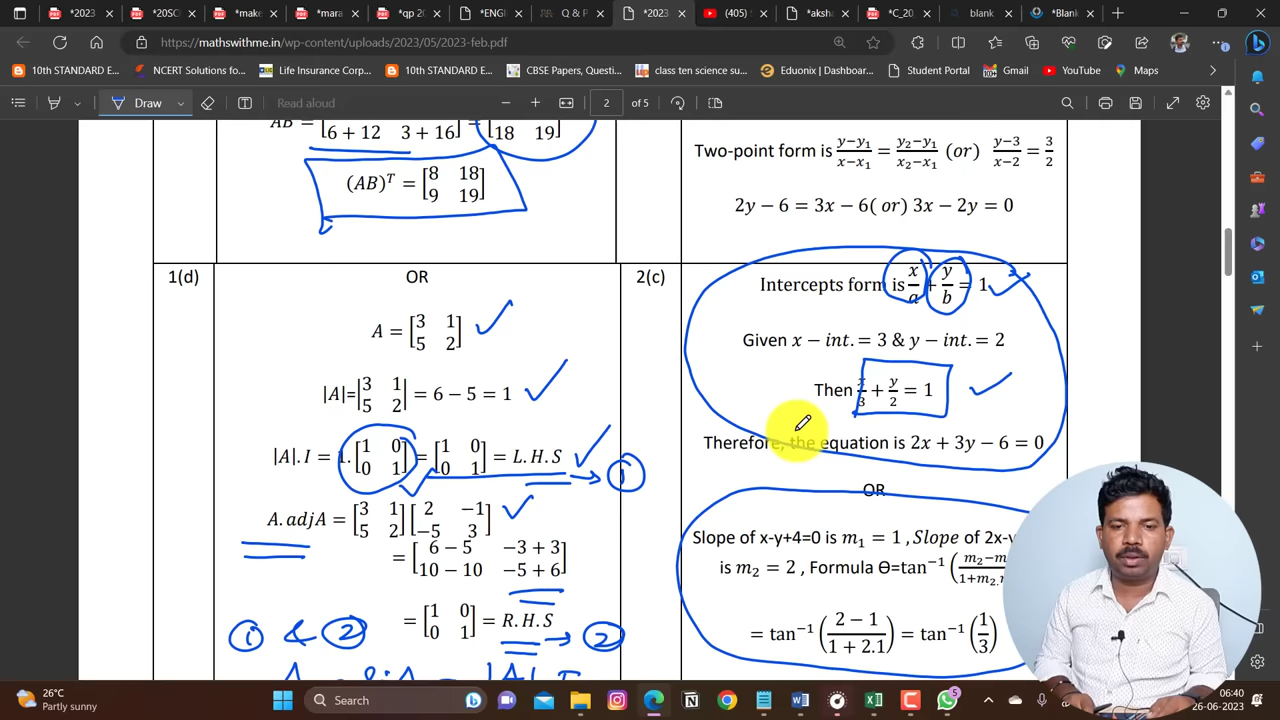 *2023
*20SC
*make
*mara
*qp 2(
*ENGL
Q & P
*2023
(405)
*aksh
*C_20
blank
*Blank
https://mathswithme.in/wp-content/uploads/2023/05/2023-feb.pdf
10th STANDARD E...
NCERT Solutions fo...
Life Insurance Corp...
10th STANDARD E...
CBSE Papers, Questi...
class ten science su...
Eduonix | Dashboar...
Student Portal
Gmail
YouTube
Maps
Draw
Read aloud
2 of 5
AB = [6 + 12 3 + 16] = [18 19]
(AB)ᵀ = [8 18
9 19]
Two-point form is (y−y₁)/(x−x₁) = (y₂−y₁)/(x₂−x₁) (or) (y−3)/(x−2) = 3/2
2y − 6 = 3x − 6( or) 3x − 2y = 0
1(d)
OR
A = [3 1
5 2]
|A|=|3 1
5 2| = 6 − 5 = 1
|A|. I = 1. [1 0
0 1] = [1 0
0 1] = L.H.S → 1
A.adjA = [3 1
5 2] [2 −1
−5 3]
= [6 − 5 −3 + 3
10 − 10 −5 + 6]
= [1 0
0 1] = R.H.S → 2
1 & 2
2(c)
Intercepts form is x/a + y/b = 1
Given x − int. = 3 & y − int. = 2
Then x/3 + y/2 = 1
Therefore, the equation is 2x + 3y − 6 = 0
OR
Slope of x-y+4=0 is m₁ = 1 , Slope of 2x-y
is m₂ = 2 , Formula Ɵ=tan⁻¹ (m₂−m / 1+m₂.
= tan⁻¹ ((2 − 1)/(1 + 2.1)) = tan⁻¹ (1/3)
26°C
Partly sunny
Search
5
06:40
26-06-2023